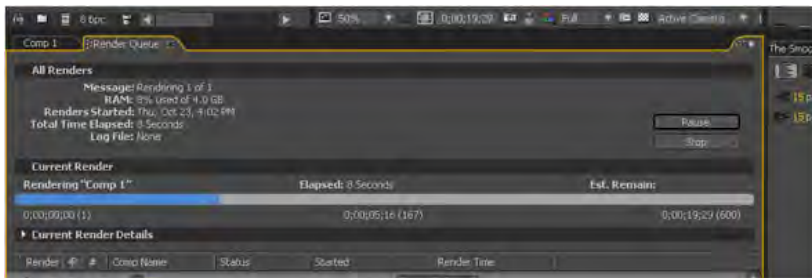 8 bpc 50% 0;00;19;29 Full Active Camera
Comp 1 Render Queue The Smoo
All Renders
Message: Rendering 1 of 1
RAM: 8% used of 4.0 GB
Renders Started: Thu, Oct 23, 4:02 PM
Total Time Elapsed: 8 Seconds
Log File: None
Pause
Stop
Current Render
Rendering "Comp 1" Elapsed: 8 Seconds Est. Remain:
0;00;00;00 (1) 0;00;05;16 (167) 0;00;19;29 (600)
Current Render Details
Render # Comp Name Status Started Render Time
15 p
15 p